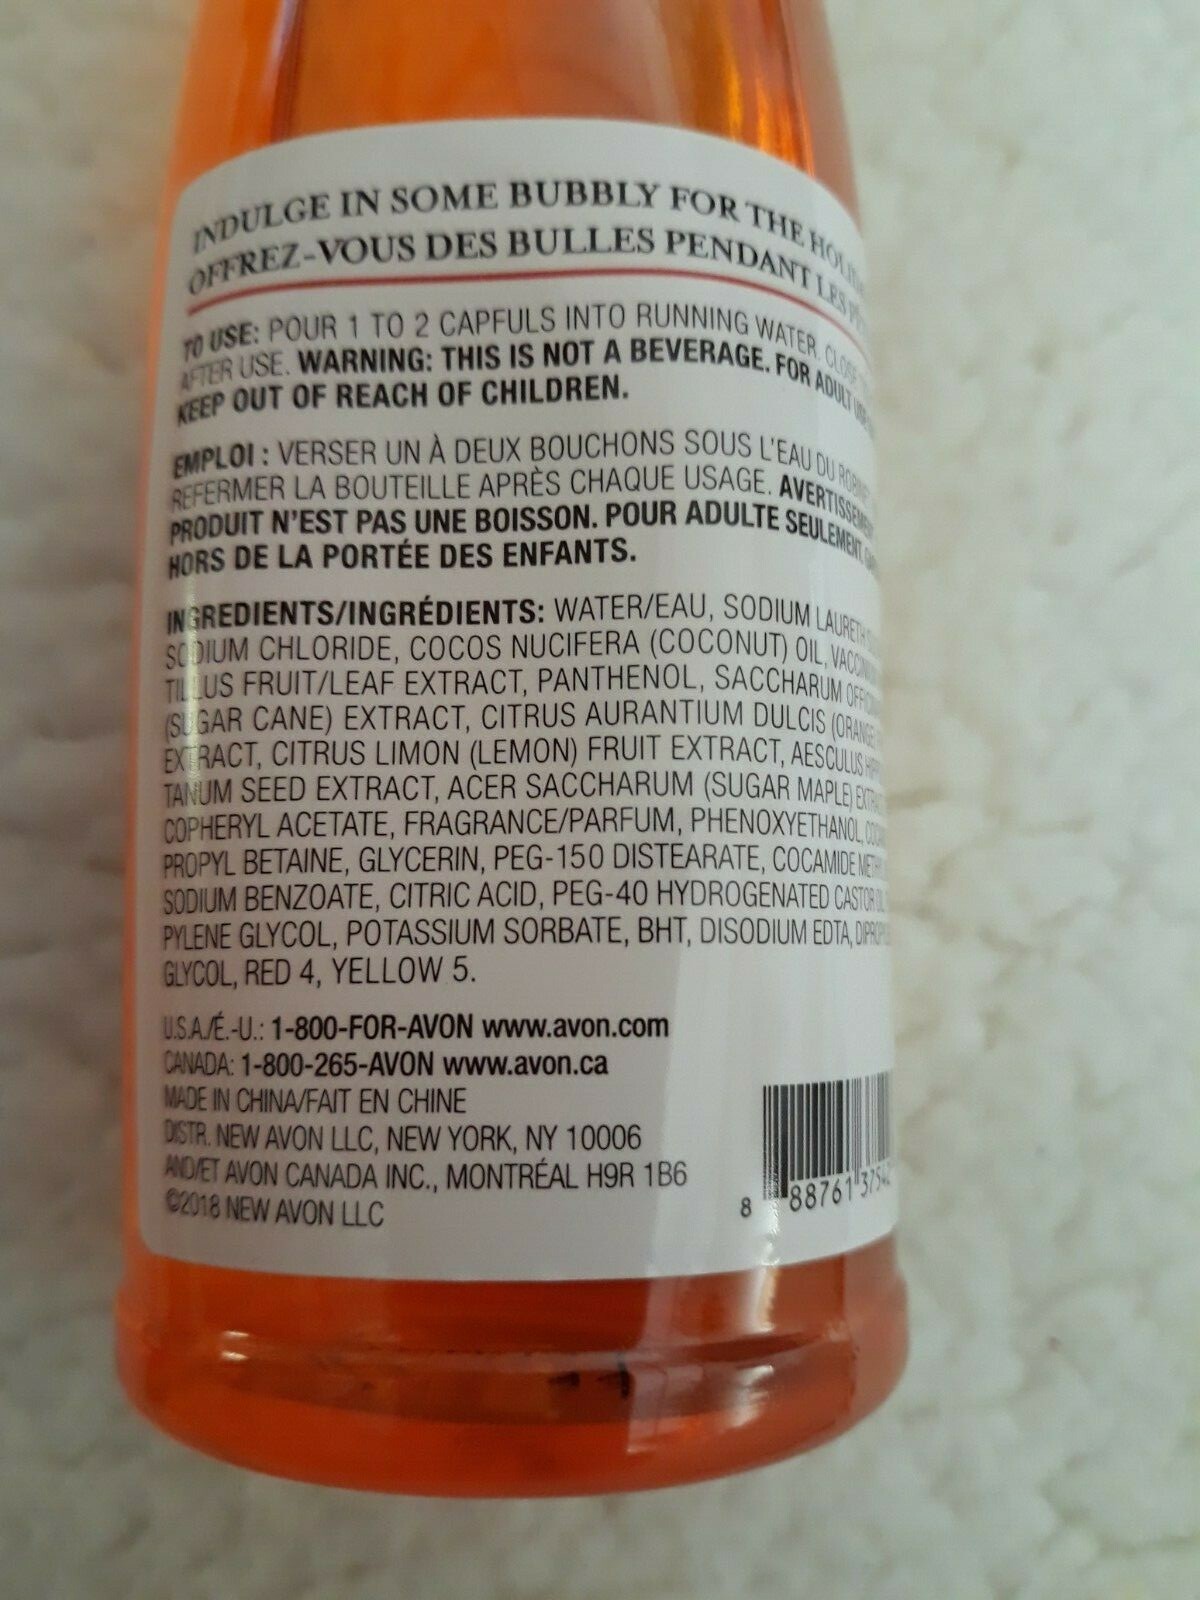 INDULGE IN SOME BUBBLY FOR THE
OFFREZ-VOUS DES BULLES PENDANT LES
TO USE: POUR 1 TO 2 CAPFULS INTO RUNNING WATER. CLOSE
AFTER USE. WARNING: THIS IS NOT A BEVERAGE. FOR ADULT USE
KEEP OUT OF REACH OF CHILDREN.
EMPLOI : VERSER UN À DEUX BOUCHONS SOUS L'EAU DU
REFERMER LA BOUTEILLE APRÈS CHAQUE USAGE.
PRODUIT N'EST PAS UNE BOISSON. POUR ADULTE SEULEMENT.
HORS DE LA PORTÉE DES ENFANTS.
INGREDIENTS/INGRÉDIENTS: WATER/EAU, SODIUM LAURETH
SODIUM CHLORIDE, COCOS NUCIFERA (COCONUT) OIL,
TILLUS FRUIT/LEAF EXTRACT, PANTHENOL, SACCHARUM
(SUGAR CANE) EXTRACT, CITRUS AURANTIUM DULCIS (ORANGE)
EXTRACT, CITRUS LIMON (LEMON) FRUIT EXTRACT, AESCULUS
TANUM SEED EXTRACT, ACER SACCHARUM (SUGAR MAPLE)
COPHERYL ACETATE, FRAGRANCE/PARFUM, PHENOXYETHANOL,
PROPYL BETAINE, GLYCERIN, PEG-150 DISTEARATE, COCAMIDE
SODIUM BENZOATE, CITRIC ACID, PEG-40 HYDROGENATED CASTOR
PYLENE GLYCOL, POTASSIUM SORBATE, BHT, DISODIUM EDTA,
GLYCOL, RED 4, YELLOW 5.
U.S.A./É.-U.: 1-800-FOR-AVON www.avon.com
CANADA: 1-800-265-AVON www.avon.ca
MADE IN CHINA/FAIT EN CHINE
DISTR. NEW AVON LLC, NEW YORK, NY 10006
AND/ET AVON CANADA INC., MONTRÉAL H9R 1B6
©2018 NEW AVON LLC
8 88761